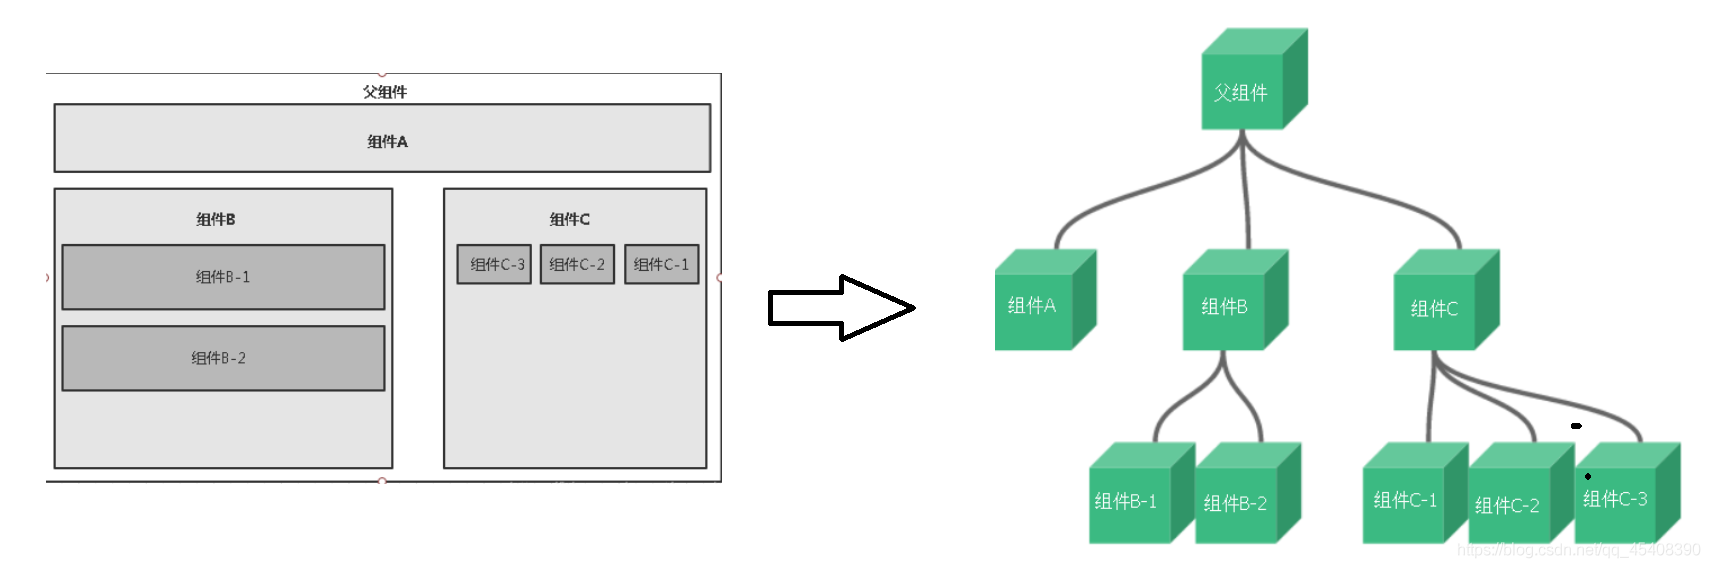 父组件
组件A
组件B
组件B-1
组件B-2
组件C
组件C-3 组件C-2 组件C-1
父组件
组件A 组件B 组件C
组件B-1 组件B-2 组件C-1 组件C-2 组件C-3
https://blog.csdn.net/qq_45408390